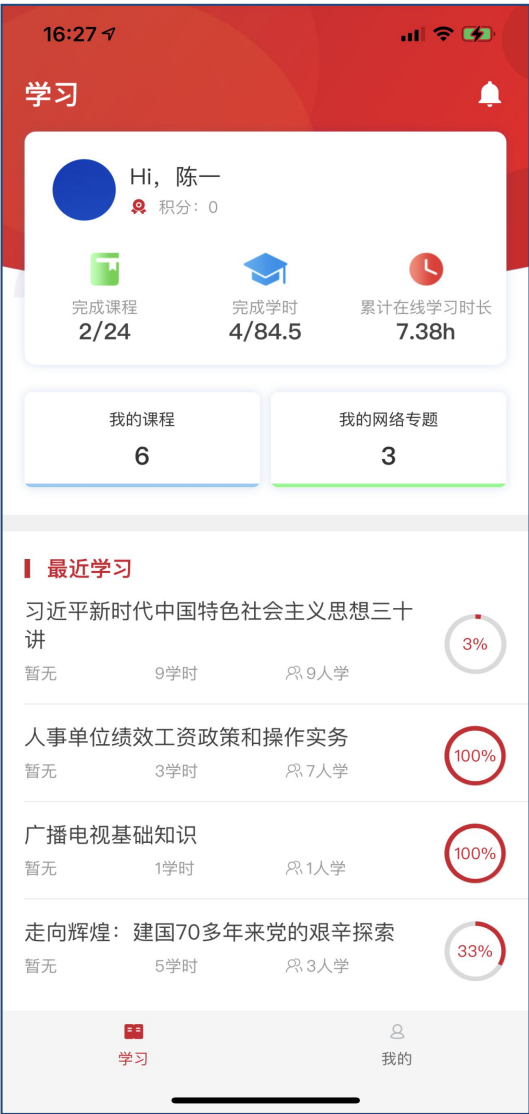 16:27
学习
Hi，陈一
积分：0
完成课程
完成学时
累计在线学习时长
2/24
4/84.5
7.38h
我的课程
我的网络专题
6
3
最近学习
习近平新时代中国特色社会主义思想三十
讲
3%
暂无 9学时 9人学
人事单位绩效工资政策和操作实务
100%
暂无 3学时 7人学
广播电视基础知识
100%
暂无 1学时 1人学
走向辉煌：建国70多年来党的艰辛探索
33%
暂无 5学时 3人学
学习 我的